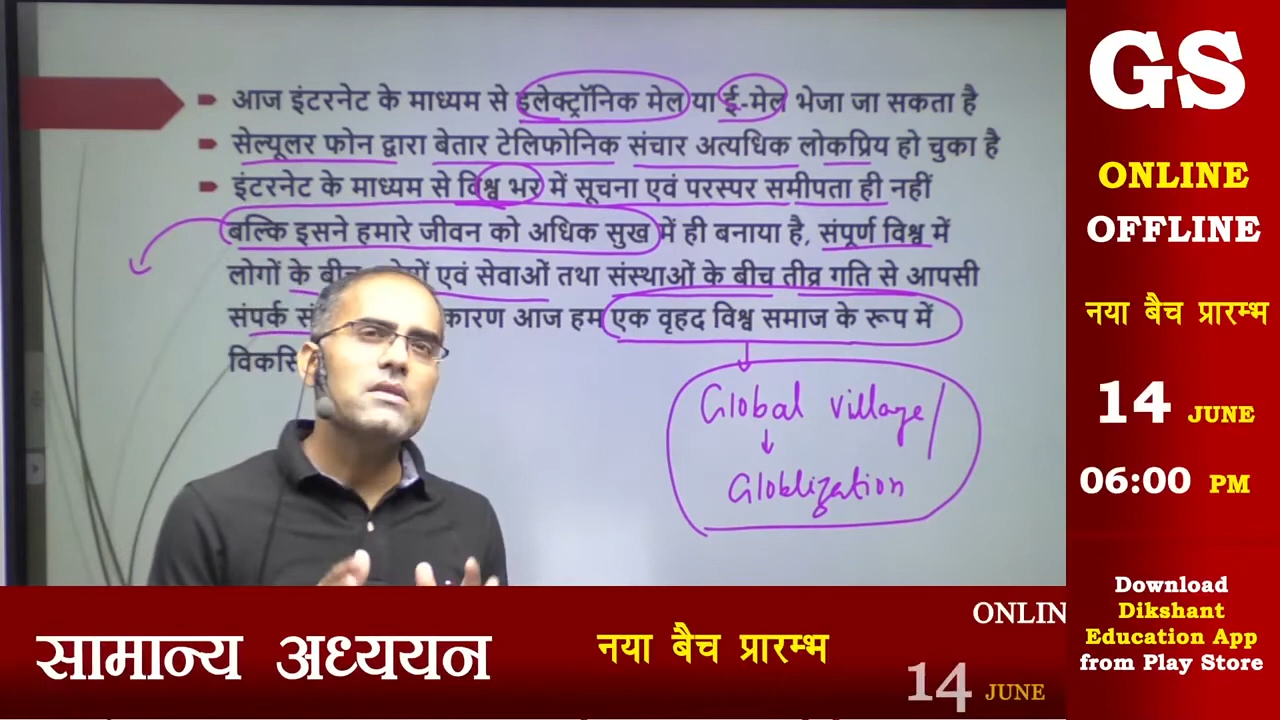 आज इंटरनेट के माध्यम से इलेक्ट्रॉनिक मेल या ई-मेल भेजा जा सकता है
सेल्यूलर फोन द्वारा बेतार टेलिफोनिक संचार अत्यधिक लोकप्रिय हो चुका है
इंटरनेट के माध्यम से विश्व भर में सूचना एवं परस्पर समीपता ही नहीं
बल्कि इसने हमारे जीवन को अधिक सुख में ही बनाया है, संपूर्ण विश्व में
लोगों के बीच एवं सेवाओं तथा संस्थाओं के बीच तीव्र गति से आपसी
संपर्क कारण आज हम एक वृहद विश्व समाज के रूप में
Global village/
Globlization
GS
ONLINE
OFFLINE
नया बैच प्रारम्भ
14 JUNE
06:00 PM
Download
Dikshant
Education App
from Play Store
सामान्य अध्ययन
नया बैच प्रारम्भ
ONLIN
14 JUNE